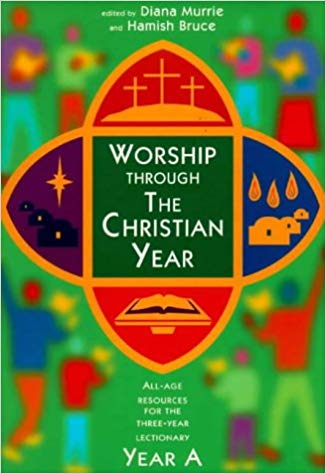 edited by Diana Murrie
and Hamish Bruce
WORSHIP
THROUGH
THE
CHRISTIAN
YEAR
ALL-AGE
RESOURCES
FOR THE
THREE-YEAR
LECTIONARY
YEAR A